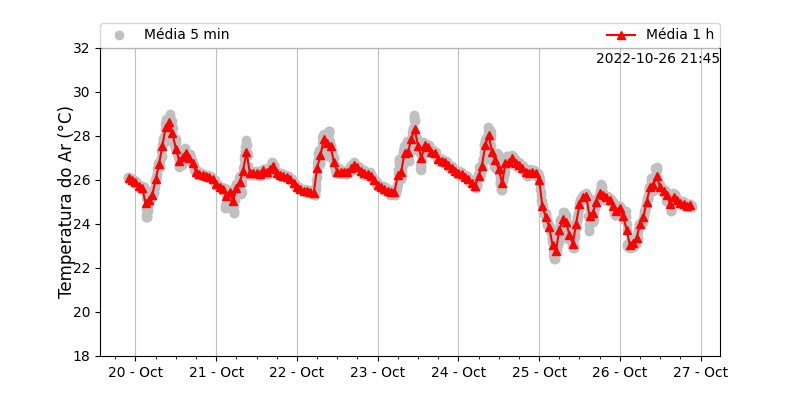 Média 5 min
Média 1 h
2022-10-26 21:45
Temperatura do Ar (°C)
32
30
28
26
24
22
20
18
20 - Oct
21 - Oct
22 - Oct
23 - Oct
24 - Oct
25 - Oct
26 - Oct
27 - Oct